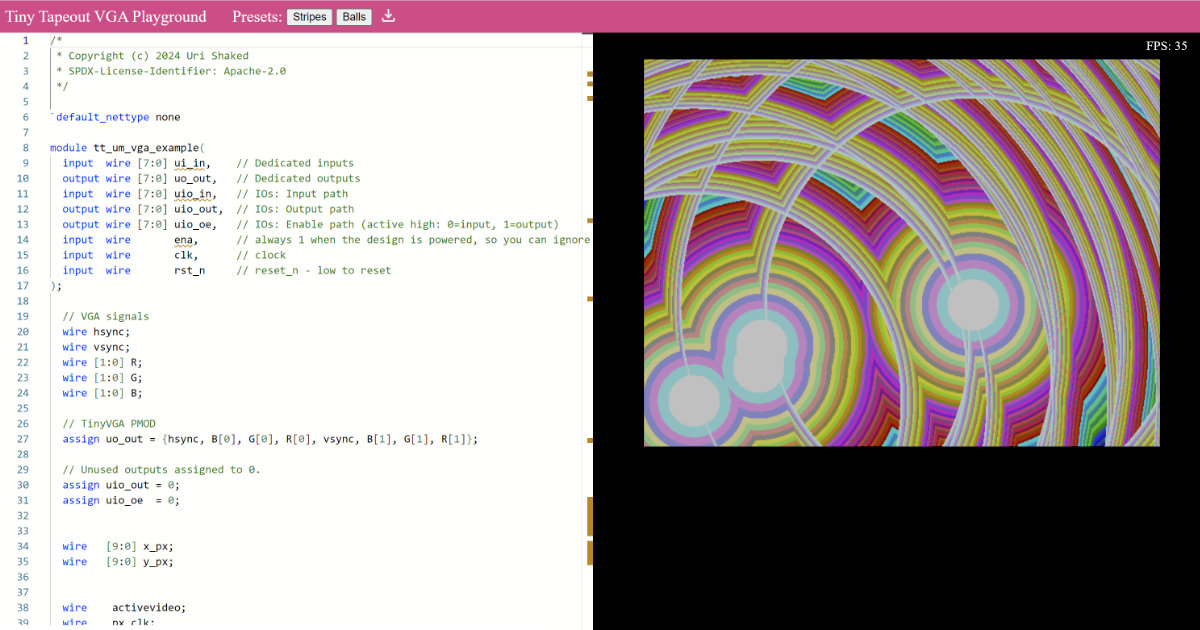 Tiny Tapeout VGA Playground Presets: Stripes Balls
FPS: 35
1 /*
2 * Copyright (c) 2024 Uri Shaked
3 * SPDX-License-Identifier: Apache-2.0
4 */
5
6 `default_nettype none
7
8 module tt_um_vga_example(
9 input wire [7:0] ui_in, // Dedicated inputs
10 output wire [7:0] uo_out, // Dedicated outputs
11 input wire [7:0] uio_in, // IOs: Input path
12 output wire [7:0] uio_out, // IOs: Output path
13 output wire [7:0] uio_oe, // IOs: Enable path (active high: 0=input, 1=output)
14 input wire ena, // always 1 when the design is powered, so you can ignore
15 input wire clk, // clock
16 input wire rst_n // reset_n - low to reset
17 );
18
19 // VGA signals
20 wire hsync;
21 wire vsync;
22 wire [1:0] R;
23 wire [1:0] G;
24 wire [1:0] B;
25
26 // TinyVGA PMOD
27 assign uo_out = {hsync, B[0], G[0], R[0], vsync, B[1], G[1], R[1]};
28
29 // Unused outputs assigned to 0.
30 assign uio_out = 0;
31 assign uio_oe = 0;
32
33
34 wire [9:0] x_px;
35 wire [9:0] y_px;
36
37
38 wire activevideo;
39 wire px_clk;